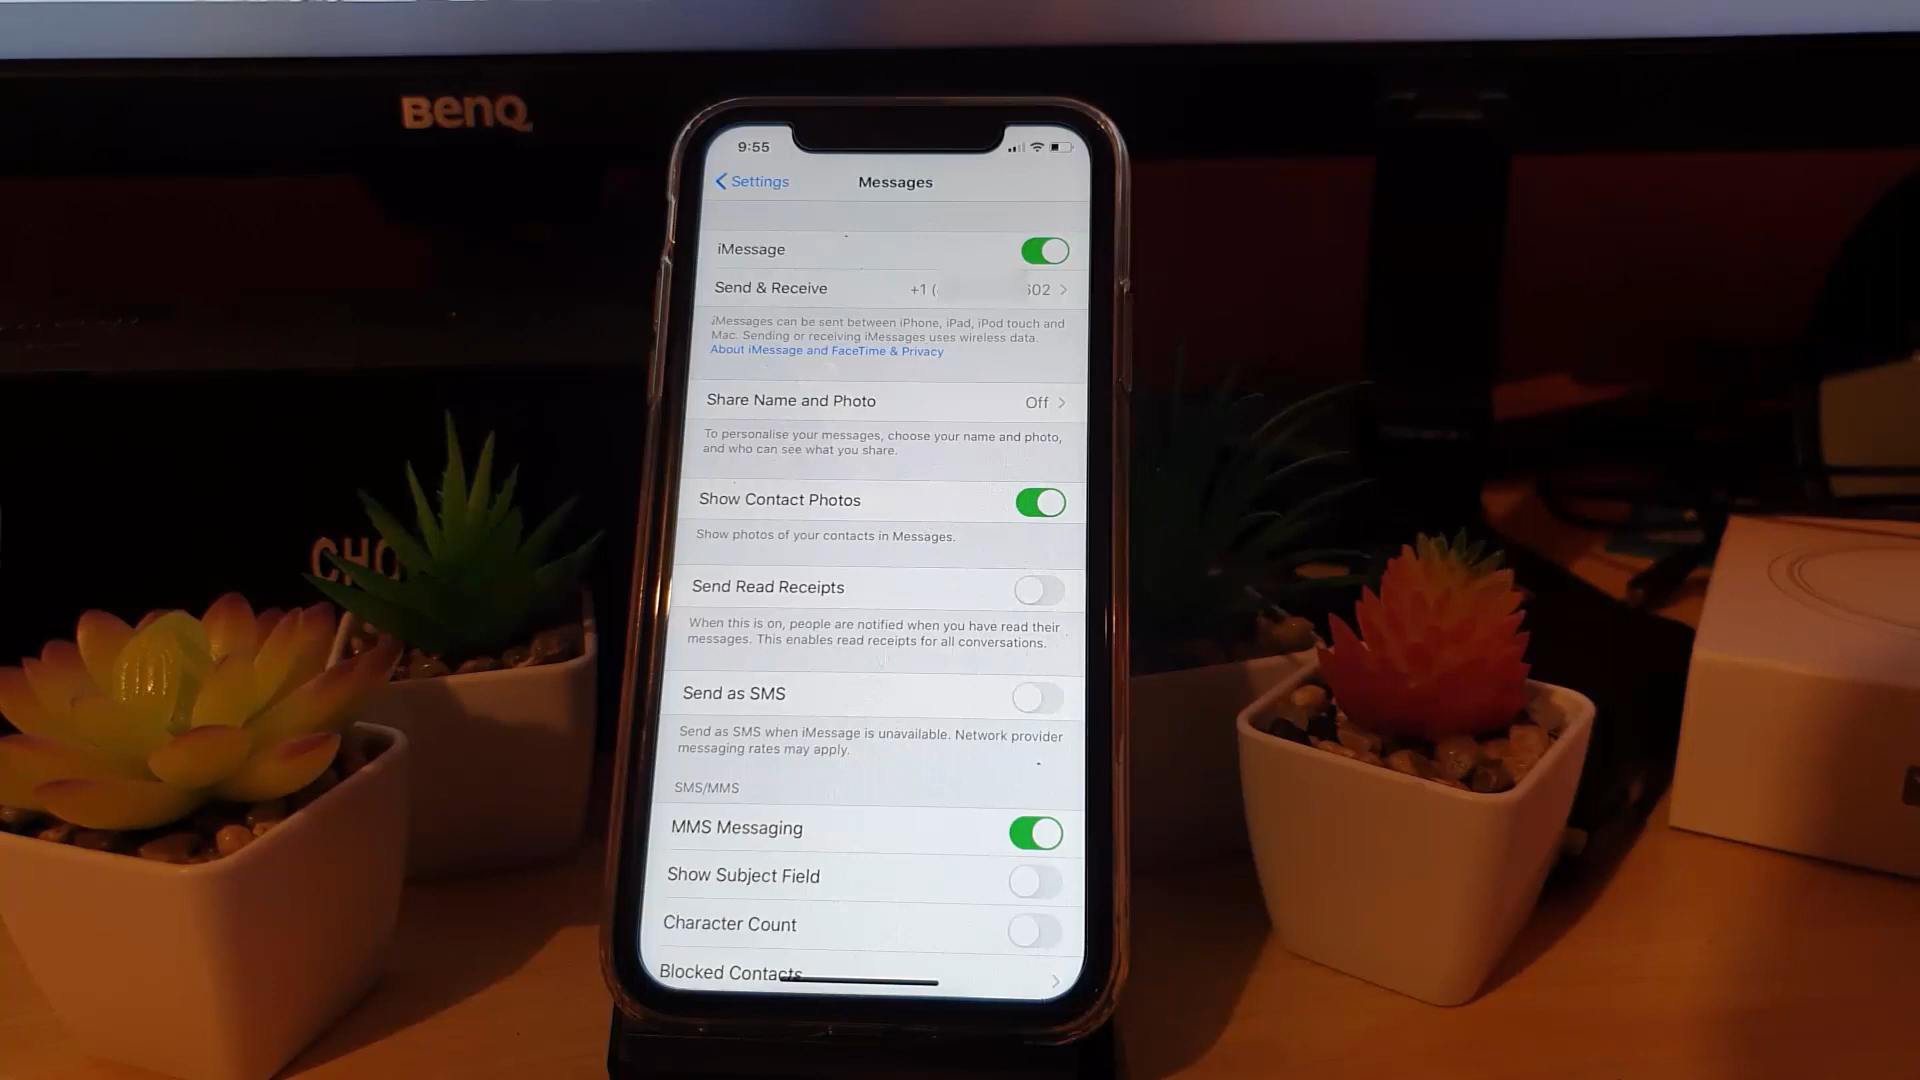 BenQ
9:55
Settings
Messages
iMessage
Send & Receive +1 ( 602
iMessages can be sent between iPhone, iPad, iPod touch and
Mac. Sending or receiving iMessages uses wireless data.
About iMessage and FaceTime & Privacy
Share Name and Photo Off
To personalise your messages, choose your name and photo,
and who can see what you share.
Show Contact Photos
Show photos of your contacts in Messages.
Send Read Receipts
When this is on, people are notified when you have read their
messages. This enables read receipts for all conversations.
Send as SMS
Send as SMS when iMessage is unavailable. Network provider
messaging rates may apply.
SMS/MMS
MMS Messaging
Show Subject Field
Character Count
Blocked Contacts